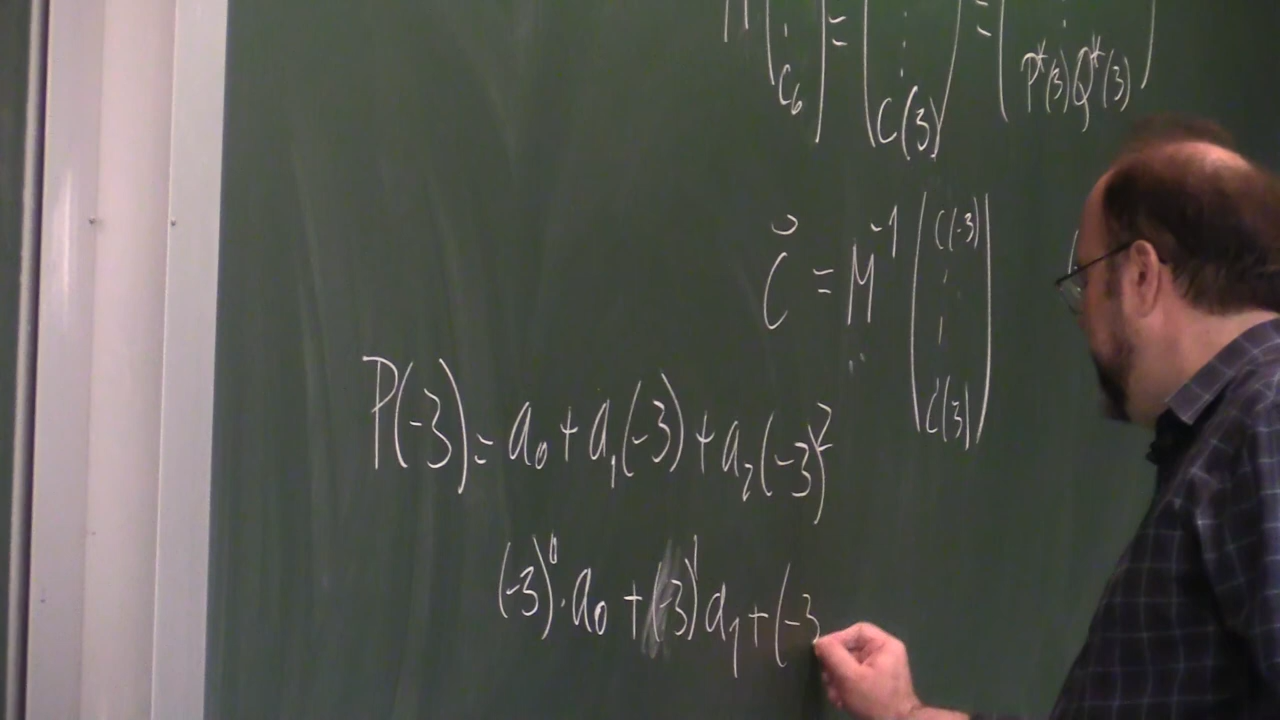 M ( ⋮ C₆ ) = ( ⋮ C(3) ) = ( ⋮ P*(3)Q*(3) )
C = M⁻¹ ( C(-3) ⋮ C(3) )
P(-3) = a₀ + a₁(-3) + a₂(-3)²
(-3)⁰·a₀ + (-3)¹a₁ + (-3